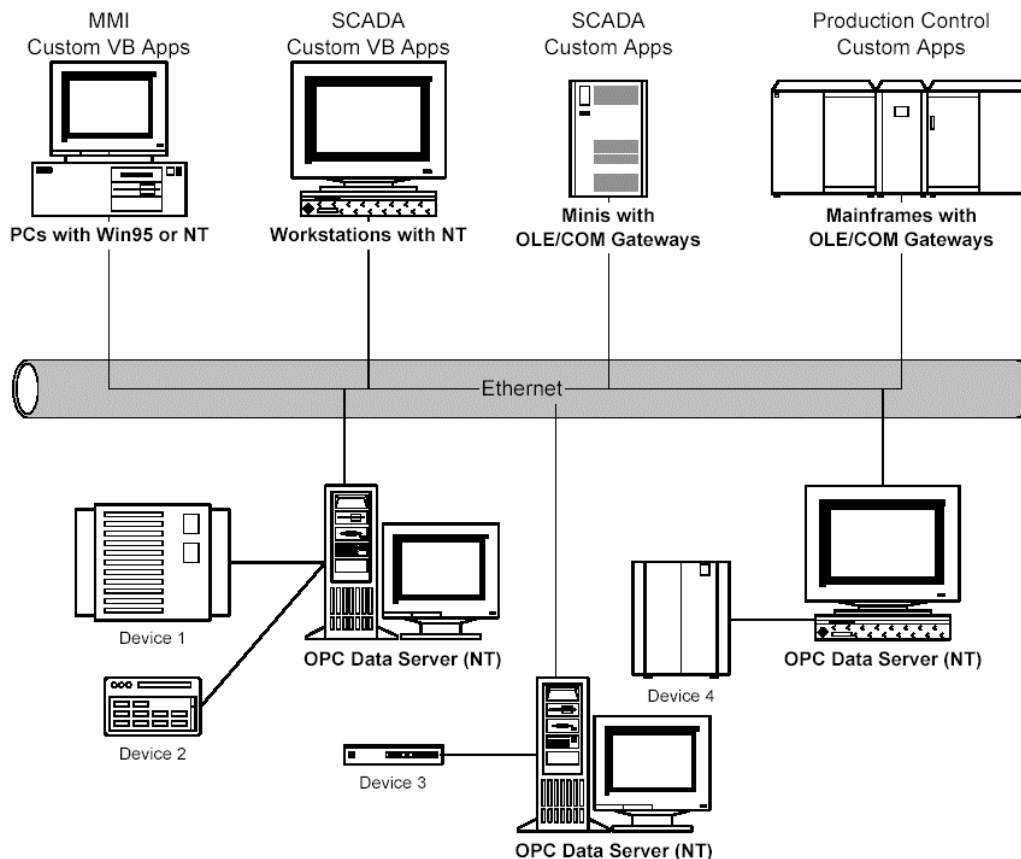 MMI
Custom VB Apps
SCADA
Custom VB Apps
SCADA
Custom Apps
Production Control
Custom Apps
PCs with Win95 or NT
Workstations with NT
Minis with
OLE/COM Gateways
Mainframes with
OLE/COM Gateways
Ethernet
Device 1
OPC Data Server (NT)
Device 2
Device 4
OPC Data Server (NT)
Device 3
OPC Data Server (NT)